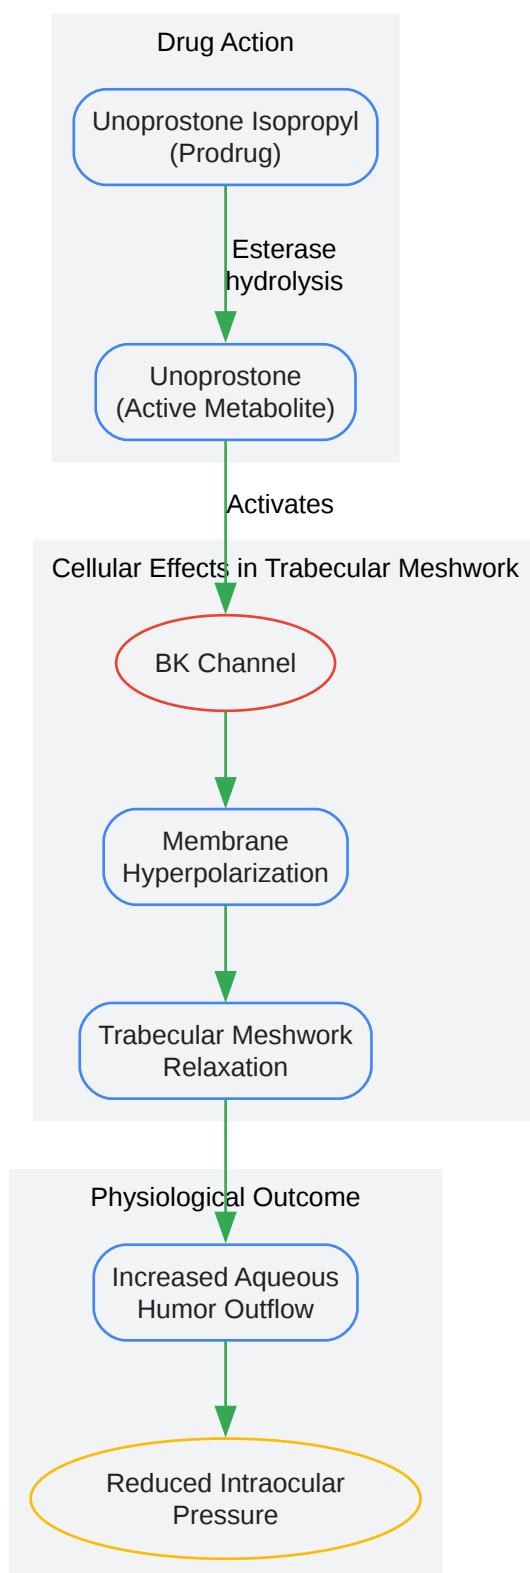 Drug Action
Unoprostone Isopropyl
(Prodrug)
Esterase
hydrolysis
Unoprostone
(Active Metabolite)
Activates
Cellular Effects in Trabecular Meshwork
BK Channel
Membrane
Hyperpolarization
Trabecular Meshwork
Relaxation
Physiological Outcome
Increased Aqueous
Humor Outflow
Reduced Intraocular
Pressure